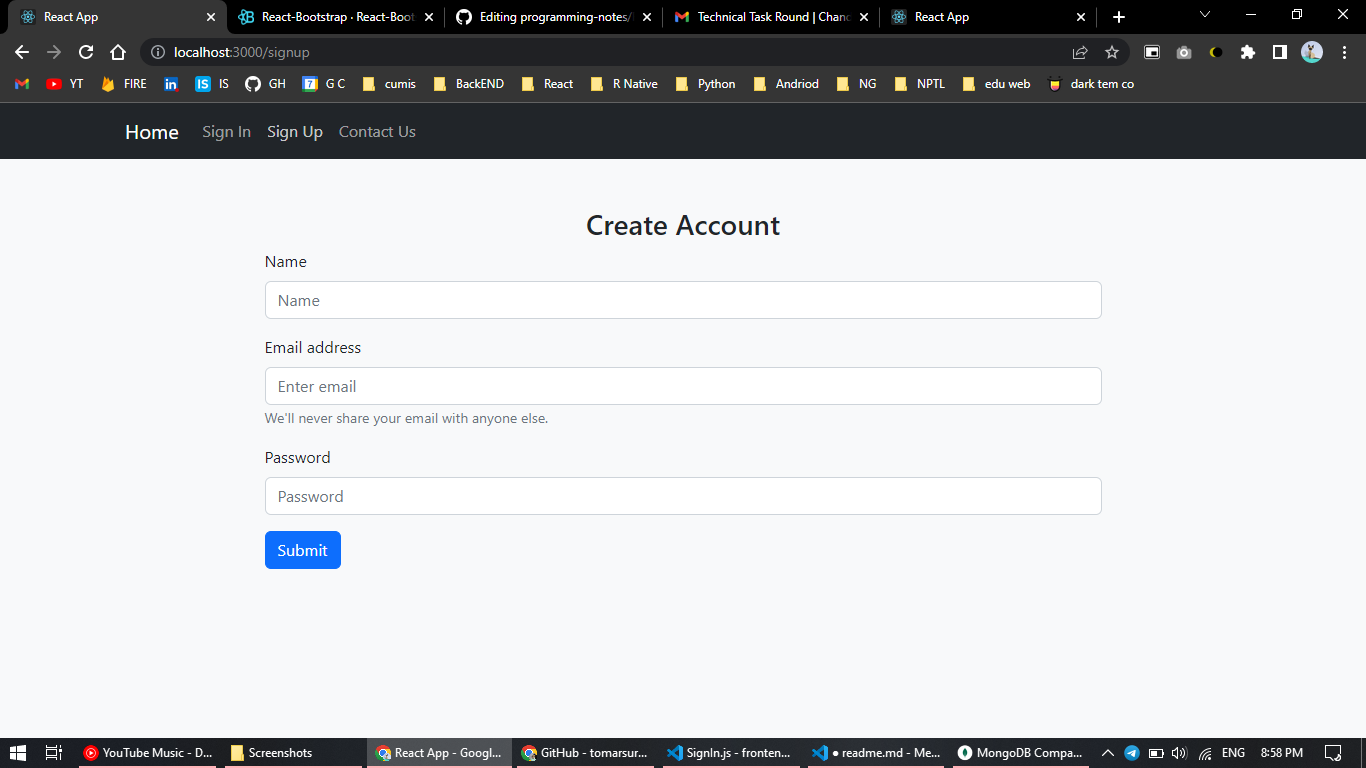 React App
React-Bootstrap · React-Boot
Editing programming-notes/
Technical Task Round | Chanc
React App
localhost:3000/signup
YT
FIRE
IS
GH
G C
cumis
BackEND
React
R Native
Python
Andriod
NG
NPTL
edu web
dark tem co
Home
Sign In
Sign Up
Contact Us
Create Account
Name
Name
Email address
Enter email
We'll never share your email with anyone else.
Password
Password
Submit
YouTube Music - D...
Screenshots
React App - Googl...
GitHub - tomarsur...
SignIn.js - fronten...
● readme.md - Me...
MongoDB Compa...
ENG
8:58 PM